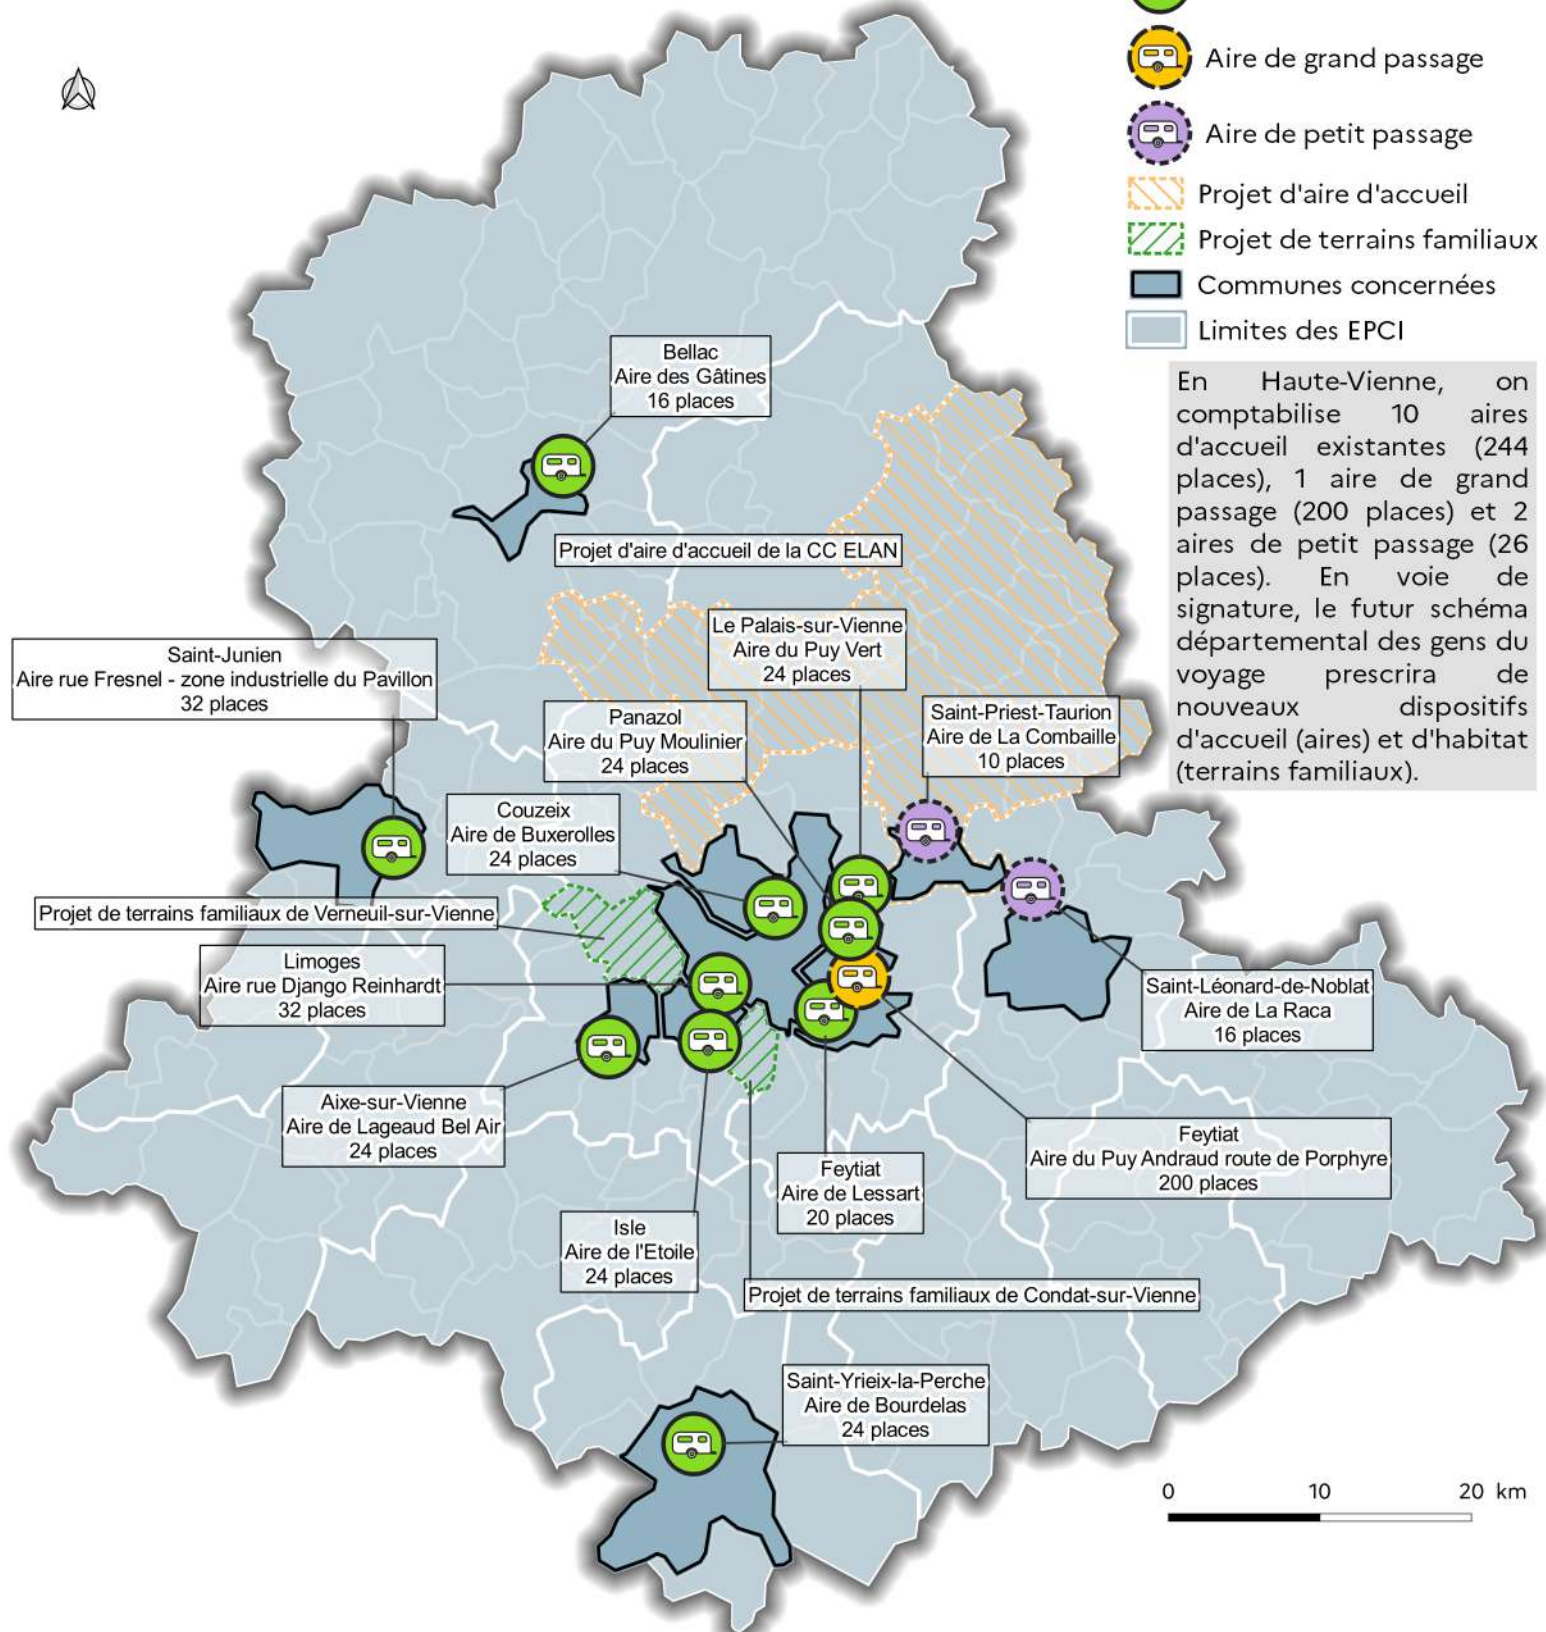 Aire de grand passage
Aire de petit passage
Projet d'aire d'accueil
Projet de terrains familiaux
Communes concernées
Limites des EPCI
En Haute-Vienne, on
comptabilise 10 aires
d'accueil existantes (244
places), 1 aire de grand
passage (200 places) et 2
aires de petit passage (26
places). En voie de
signature, le futur schéma
départemental des gens du
voyage prescrira de
nouveaux dispositifs
d'accueil (aires) et d'habitat
(terrains familiaux).
Bellac
Aire des Gâtines
16 places
Projet d'aire d'accueil de la CC ELAN
Le Palais-sur-Vienne
Aire du Puy Vert
24 places
Saint-Junien
Aire rue Fresnel - zone industrielle du Pavillon
32 places
Panazol
Aire du Puy Moulinier
24 places
Saint-Priest-Taurion
Aire de La Combaille
10 places
Couzeix
Aire de Buxerolles
24 places
Projet de terrains familiaux de Verneuil-sur-Vienne
Limoges
Aire rue Django Reinhardt
32 places
Saint-Léonard-de-Noblat
Aire de La Raca
16 places
Aixe-sur-Vienne
Aire de Lageaud Bel Air
24 places
Feytiat
Aire du Puy Andraud route de Porphyre
200 places
Feytiat
Aire de Lessart
20 places
Isle
Aire de l'Etoile
24 places
Projet de terrains familiaux de Condat-sur-Vienne
Saint-Yrieix-la-Perche
Aire de Bourdelas
24 places
0 10 20 km